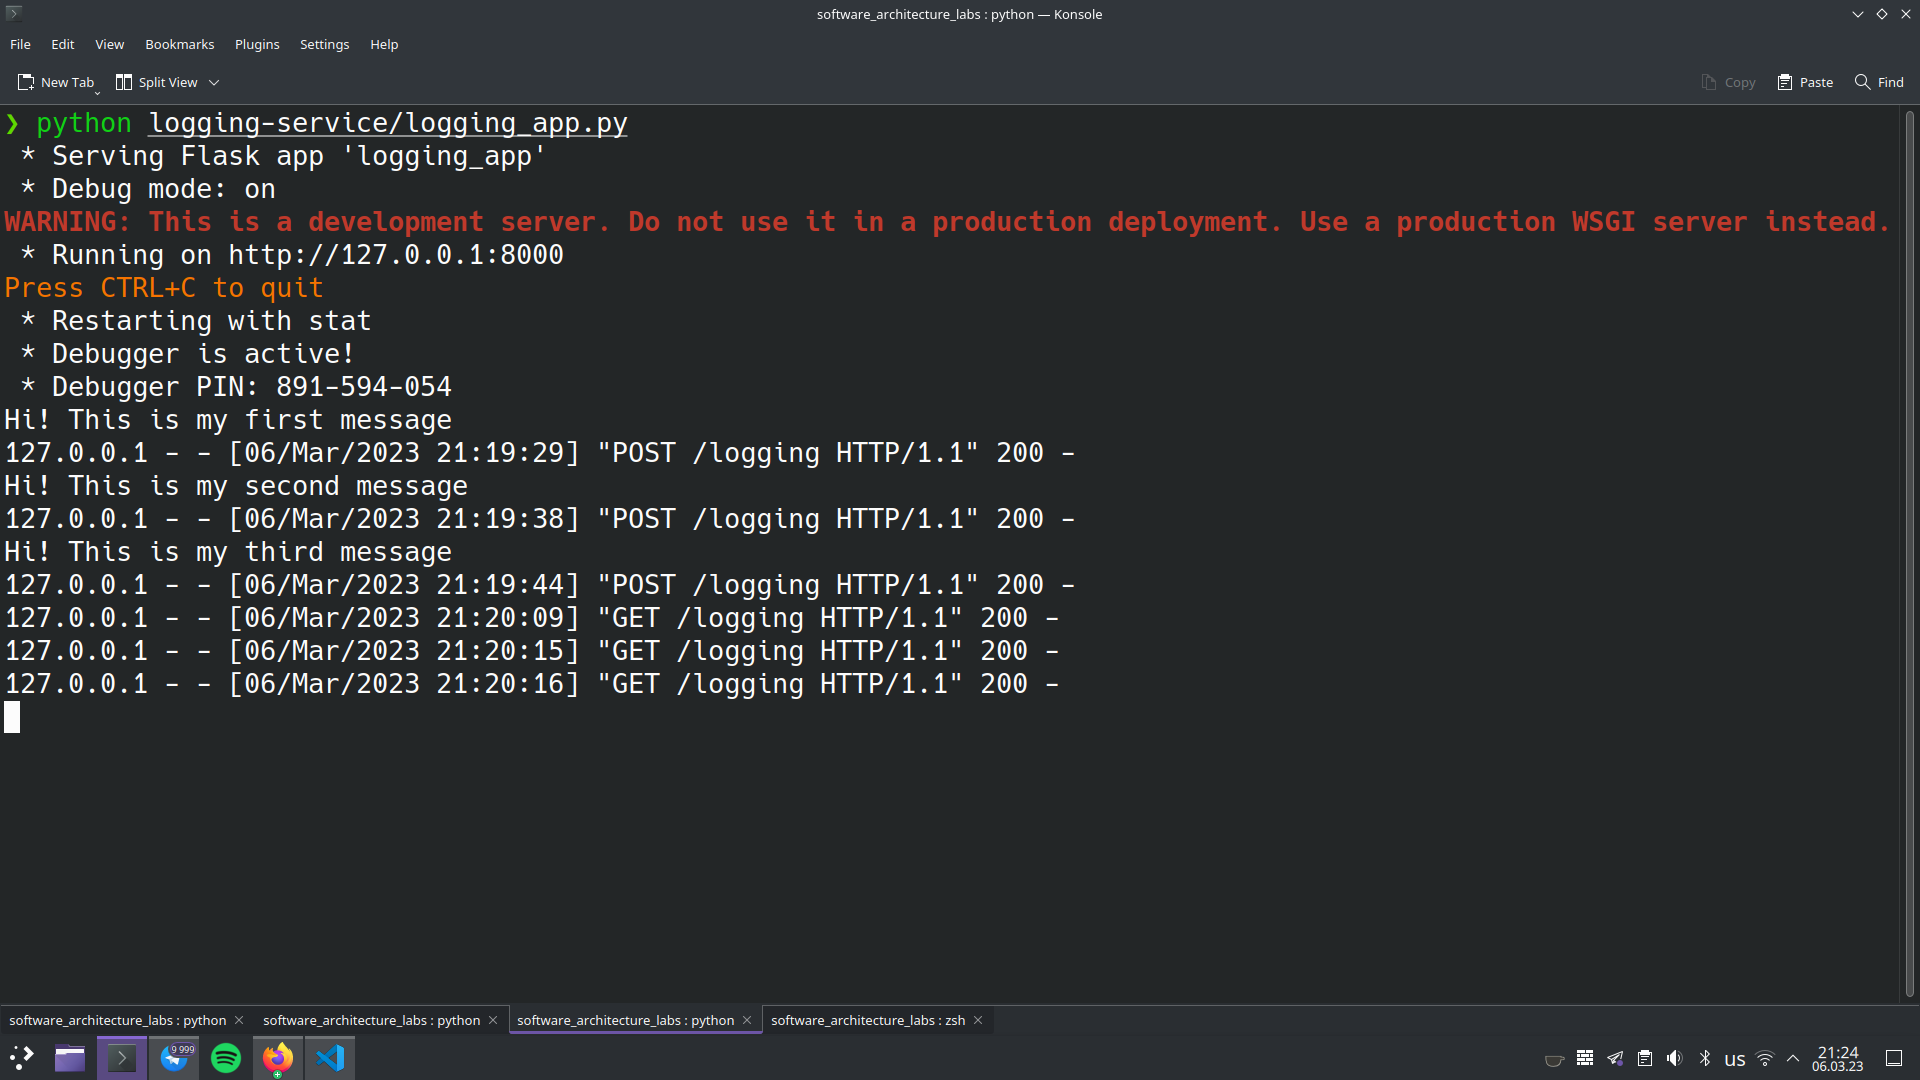 software_architecture_labs : python — Konsole
File Edit View Bookmarks Plugins Settings Help
New Tab Split View Copy Paste Find
❯ python logging-service/logging_app.py
 * Serving Flask app 'logging_app'
 * Debug mode: on
WARNING: This is a development server. Do not use it in a production deployment. Use a production WSGI server instead.
 * Running on http://127.0.0.1:8000
Press CTRL+C to quit
 * Restarting with stat
 * Debugger is active!
 * Debugger PIN: 891-594-054
Hi! This is my first message
127.0.0.1 - - [06/Mar/2023 21:19:29] "POST /logging HTTP/1.1" 200 -
Hi! This is my second message
127.0.0.1 - - [06/Mar/2023 21:19:38] "POST /logging HTTP/1.1" 200 -
Hi! This is my third message
127.0.0.1 - - [06/Mar/2023 21:19:44] "POST /logging HTTP/1.1" 200 -
127.0.0.1 - - [06/Mar/2023 21:20:09] "GET /logging HTTP/1.1" 200 -
127.0.0.1 - - [06/Mar/2023 21:20:15] "GET /logging HTTP/1.1" 200 -
127.0.0.1 - - [06/Mar/2023 21:20:16] "GET /logging HTTP/1.1" 200 -
software_architecture_labs : python software_architecture_labs : python software_architecture_labs : python software_architecture_labs : zsh
9 999 us 21:24
06.03.23